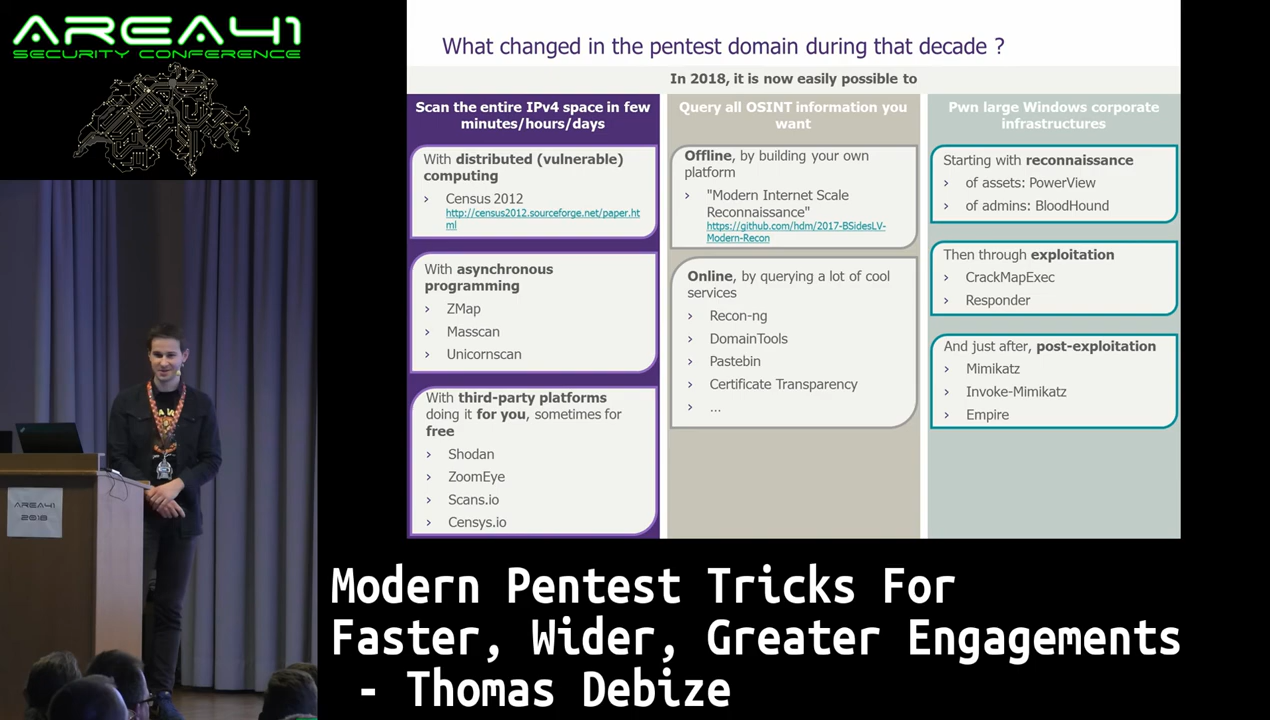 AREA41
SECURITY CONFERENCE
What changed in the pentest domain during that decade ?
In 2018, it is now easily possible to
Scan the entire IPv4 space in few
minutes/hours/days
With distributed (vulnerable)
computing
› Census 2012
http://census2012.sourceforge.net/paper.ht
ml
With asynchronous
programming
› ZMap
› Masscan
› Unicornscan
With third-party platforms
doing it for you, sometimes for
free
› Shodan
› ZoomEye
› Scans.io
› Censys.io
Query all OSINT information you
want
Offline, by building your own
platform
› "Modern Internet Scale
Reconnaissance"
https://github.com/hdm/2017-BSidesLV-
Modern-Recon
Online, by querying a lot of cool
services
› Recon-ng
› DomainTools
› Pastebin
› Certificate Transparency
› ...
Pwn large Windows corporate
infrastructures
Starting with reconnaissance
› of assets: PowerView
› of admins: BloodHound
Then through exploitation
› CrackMapExec
› Responder
And just after, post-exploitation
› Mimikatz
› Invoke-Mimikatz
› Empire
AREA41
2018
Modern Pentest Tricks For
Faster, Wider, Greater Engagements
- Thomas Debize